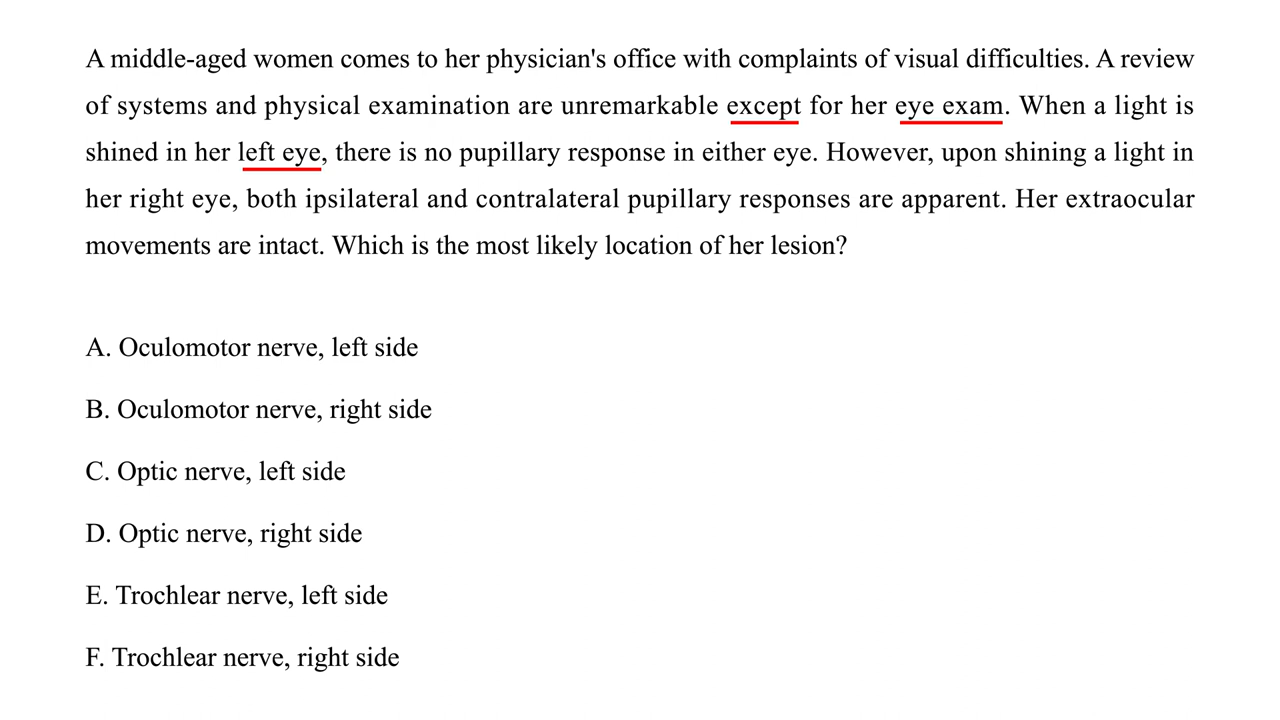 A middle-aged women comes to her physician's office with complaints of visual difficulties. A review
of systems and physical examination are unremarkable except for her eye exam. When a light is
shined in her left eye, there is no pupillary response in either eye. However, upon shining a light in
her right eye, both ipsilateral and contralateral pupillary responses are apparent. Her extraocular
movements are intact. Which is the most likely location of her lesion?
A. Oculomotor nerve, left side
B. Oculomotor nerve, right side
C. Optic nerve, left side
D. Optic nerve, right side
E. Trochlear nerve, left side
F. Trochlear nerve, right side